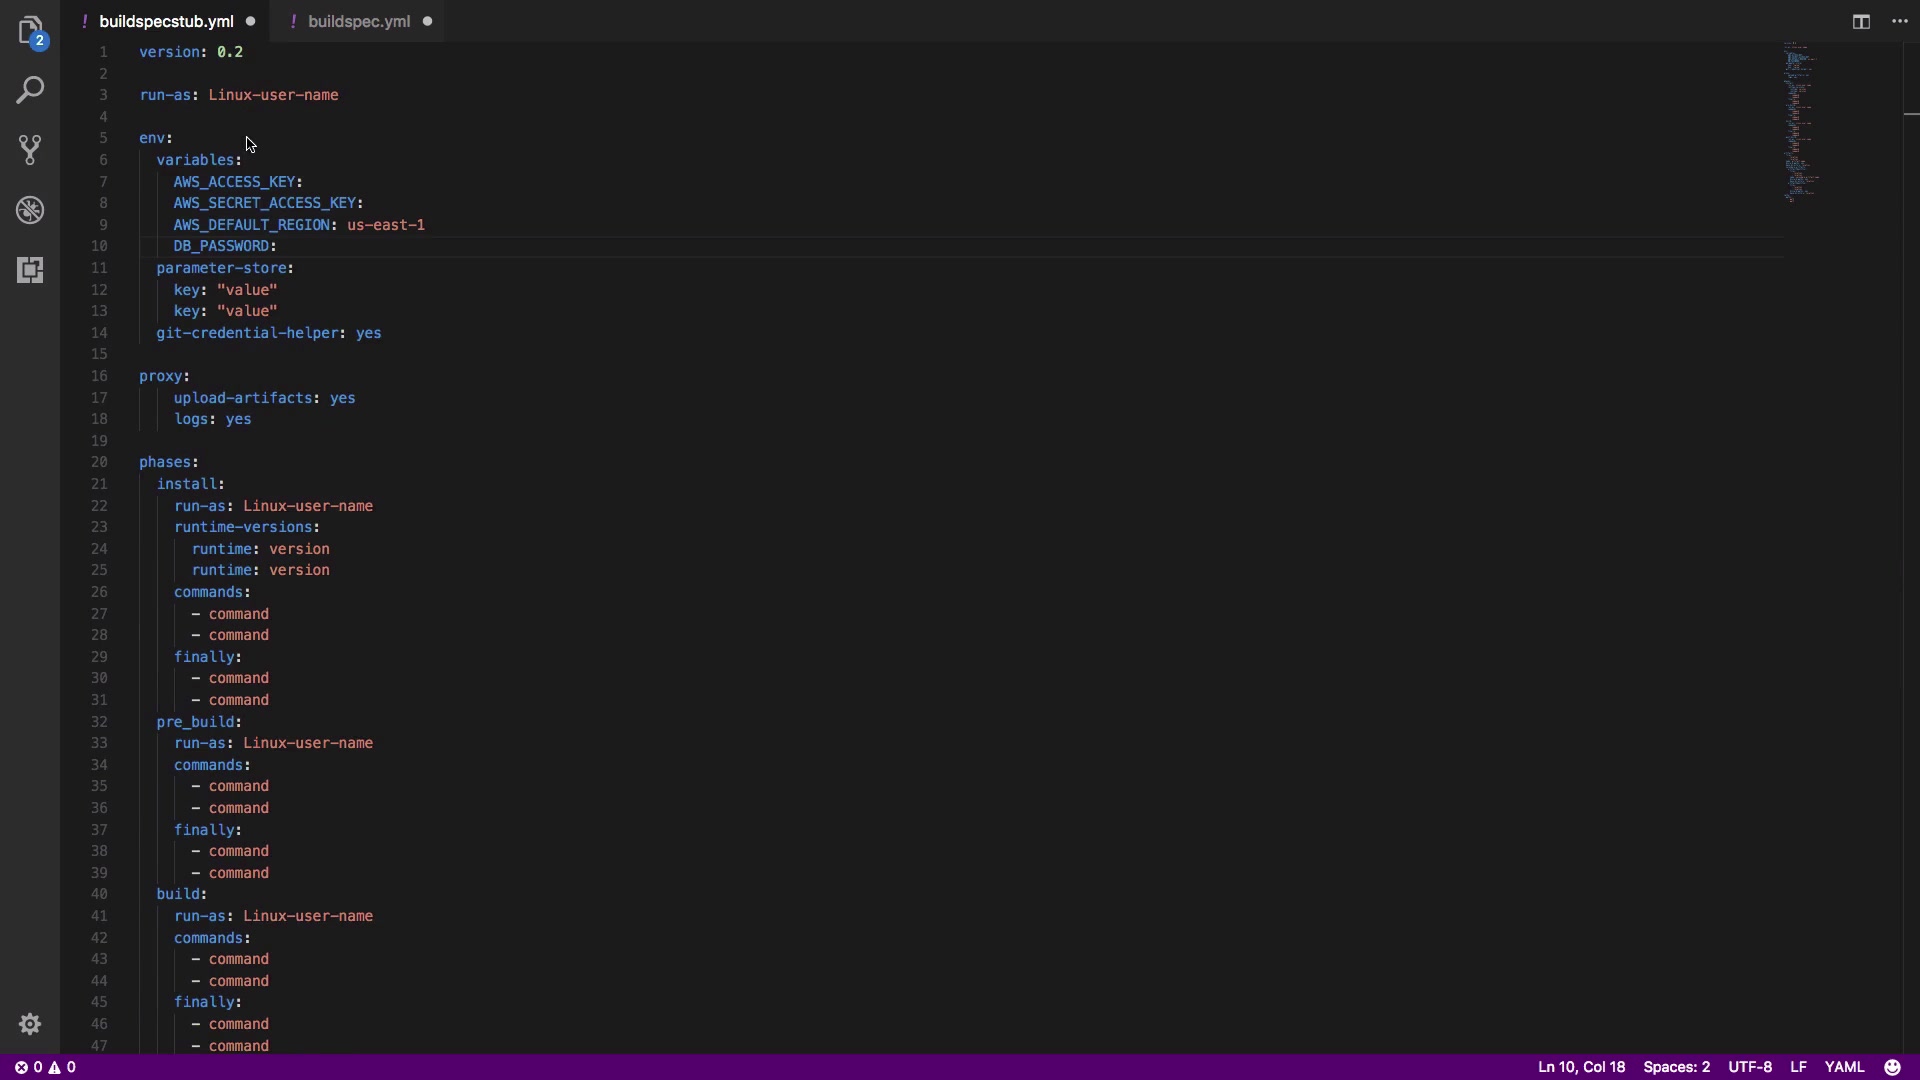 buildspecstub.yml
buildspec.yml
2
1 version: 0.2
2
3 run-as: Linux-user-name
4
5 env:
6 variables:
7 AWS_ACCESS_KEY:
8 AWS_SECRET_ACCESS_KEY:
9 AWS_DEFAULT_REGION: us-east-1
10 DB_PASSWORD:
11 parameter-store:
12 key: "value"
13 key: "value"
14 git-credential-helper: yes
15
16 proxy:
17 upload-artifacts: yes
18 logs: yes
19
20 phases:
21 install:
22 run-as: Linux-user-name
23 runtime-versions:
24 runtime: version
25 runtime: version
26 commands:
27 - command
28 - command
29 finally:
30 - command
31 - command
32 pre_build:
33 run-as: Linux-user-name
34 commands:
35 - command
36 - command
37 finally:
38 - command
39 - command
40 build:
41 run-as: Linux-user-name
42 commands:
43 - command
44 - command
45 finally:
46 - command
47 - command
0 0 Ln 10, Col 18 Spaces: 2 UTF-8 LF YAML